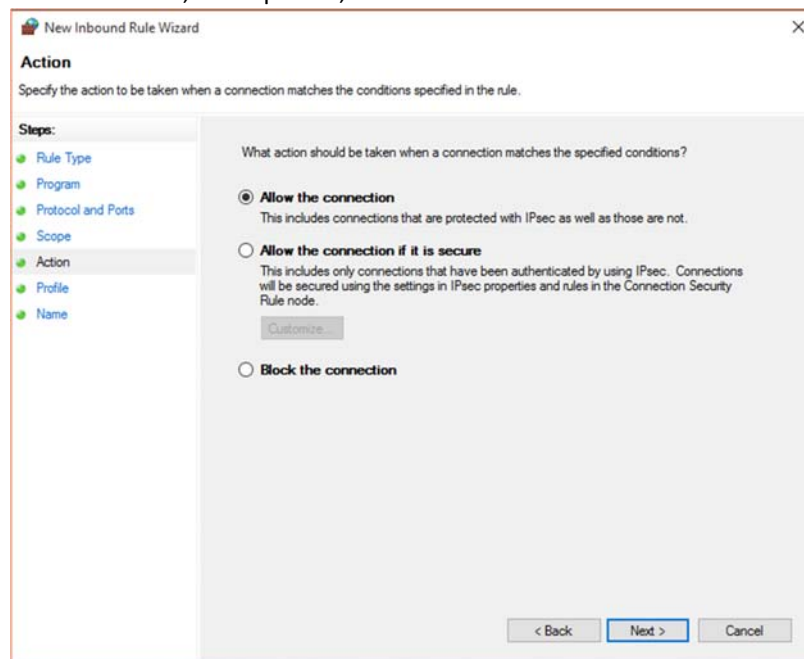 New Inbound Rule Wizard
Action
Specify the action to be taken when a connection matches the conditions specified in the rule.
Steps:
Rule Type
Program
Protocol and Ports
Scope
Action
Profile
Name
What action should be taken when a connection matches the specified conditions?
Allow the connection
This includes connections that are protected with IPsec as well as those are not.
Allow the connection if it is secure
This includes only connections that have been authenticated by using IPsec. Connections
will be secured using the settings in IPsec properties and rules in the Connection Security
Rule node.
Customize...
Block the connection
< Back
Next >
Cancel